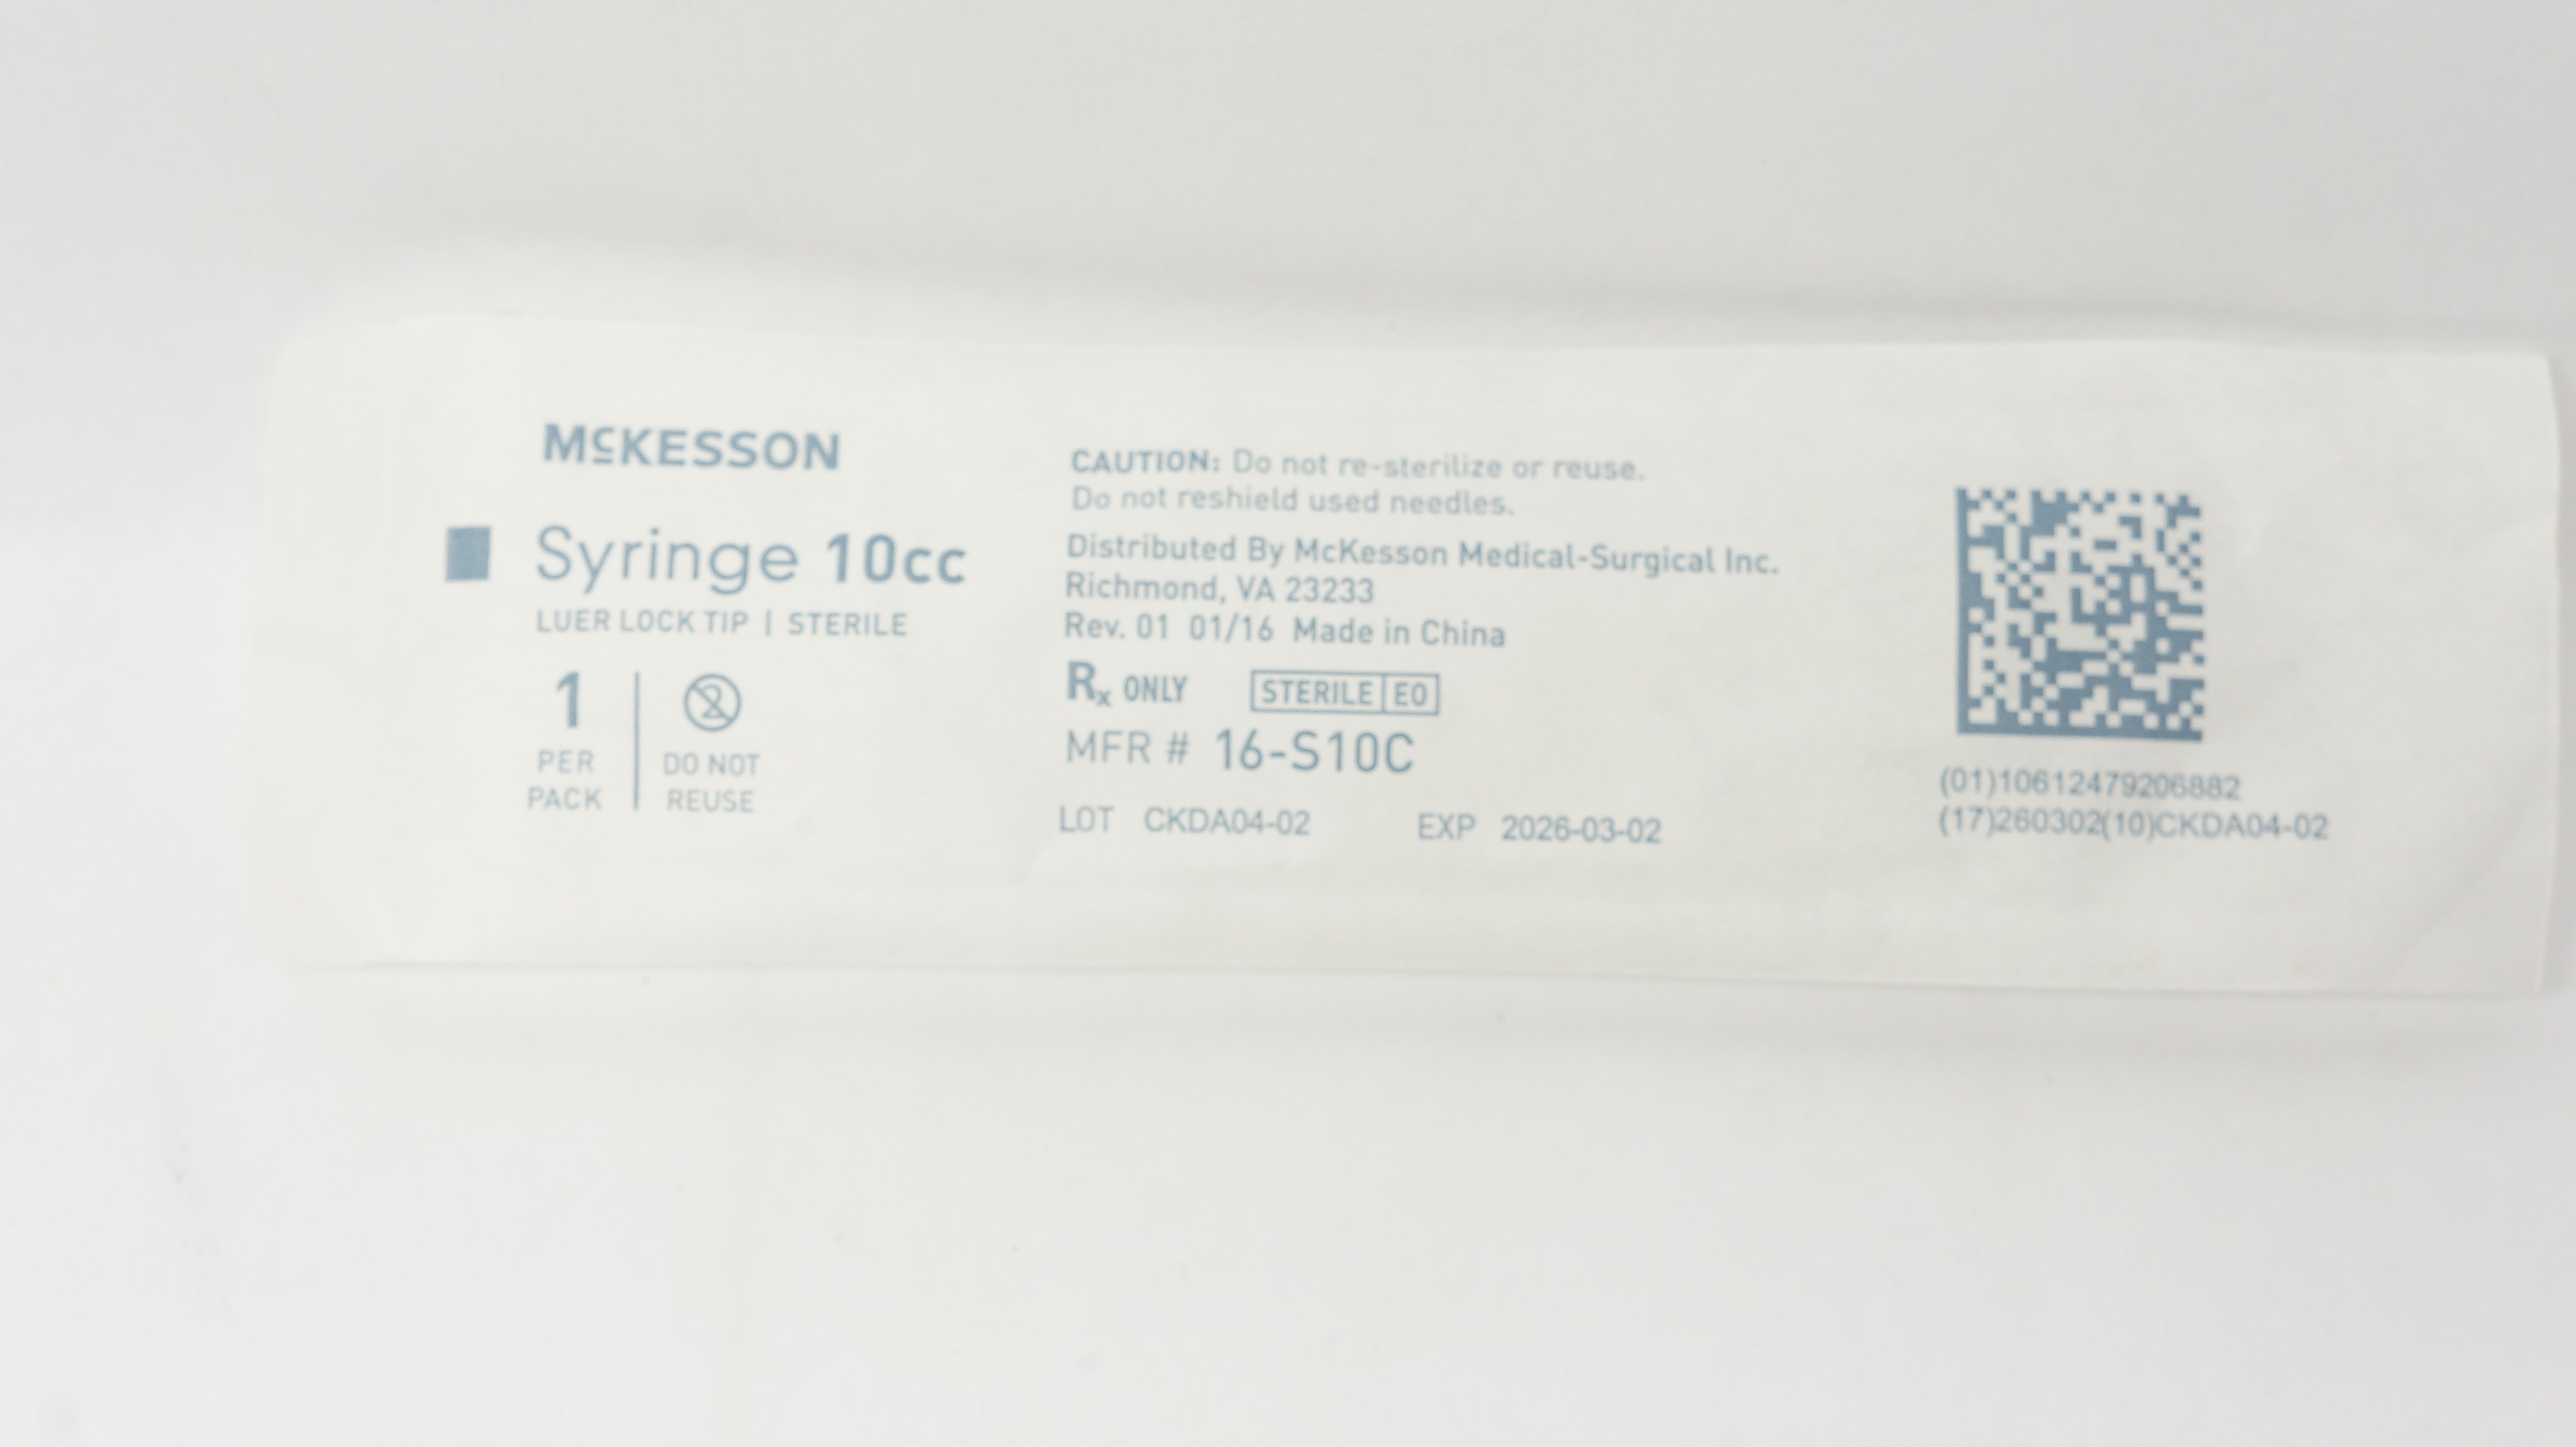 McKESSON
Syringe 10cc
LUER LOCK TIP | STERILE
1
PER
PACK
2
DO NOT
REUSE
CAUTION: Do not re-sterilize or reuse.
Do not reshield used needles.
Distributed By McKesson Medical-Surgical Inc.
Richmond, VA 23233
Rev. 01 01/16 Made in China
Rx ONLY
STERILE EO
MFR # 16-S10C
LOT CKDA04-02 EXP 2026-03-02
(01)10612479206882
(17)260302(10)CKDA04-02